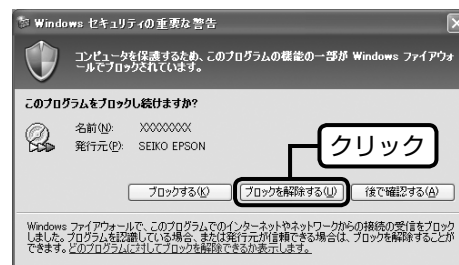 Windows セキュリティの重要な警告
コンピュータを保護するため、このプログラムの機能の一部が Windows ファイアウォ
ールでブロックされています。
このプログラムをブロックし続けますか?
名前(N): XXXXXXXX
発行元(P): SEIKO EPSON
クリック
ブロックする(K) ブロックを解除する(U) 後で確認する(A)
Windows ファイアウォールで、このプログラムでのインターネットやネットワークからの接続の受信をブロック
しました。プログラムを認識している場合、または発行元が信頼できる場合は、ブロックを解除することが
できます。どのプログラムに対してブロックを解除できるか表示します。